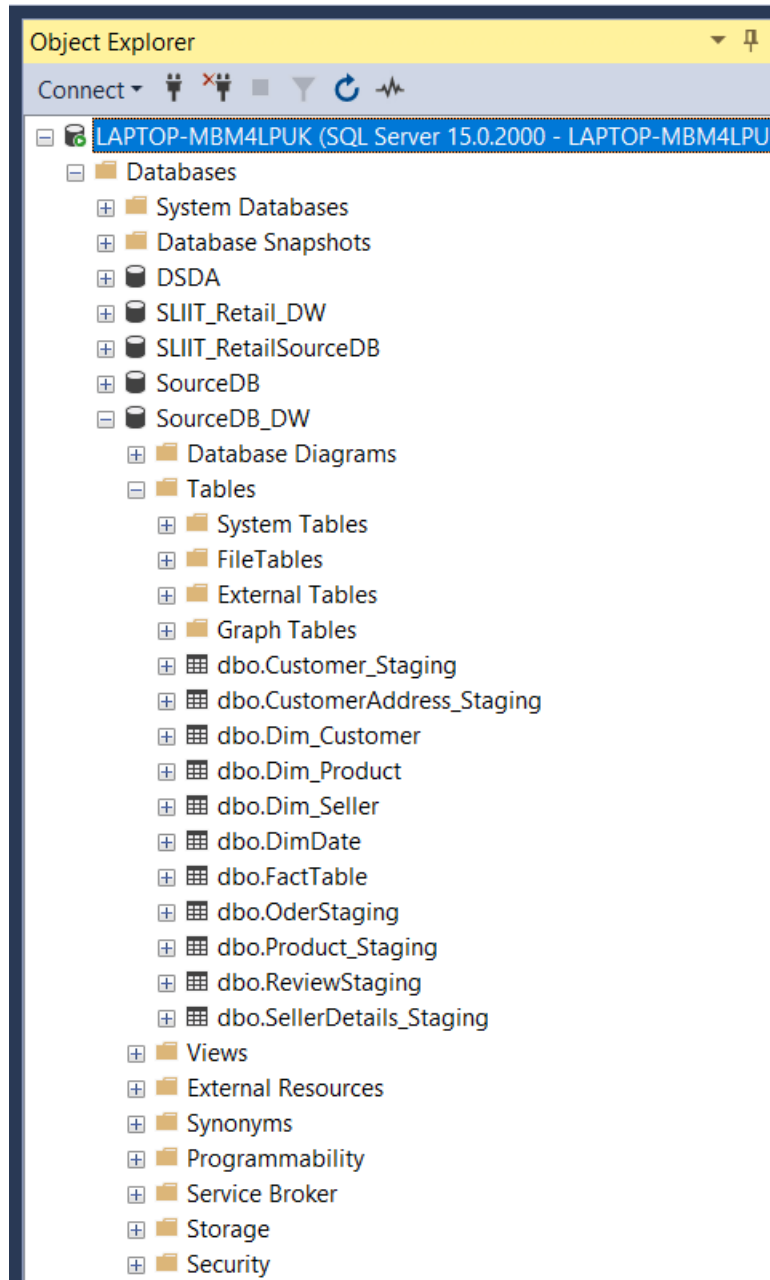 Object Explorer
Connect
LAPTOP-MBM4LPUK (SQL Server 15.0.2000 - LAPTOP-MBM4LPU
Databases
System Databases
Database Snapshots
DSDA
SLIIT_Retail_DW
SLIIT_RetailSourceDB
SourceDB
SourceDB_DW
Database Diagrams
Tables
System Tables
FileTables
External Tables
Graph Tables
dbo.Customer_Staging
dbo.CustomerAddress_Staging
dbo.Dim_Customer
dbo.Dim_Product
dbo.Dim_Seller
dbo.DimDate
dbo.FactTable
dbo.OderStaging
dbo.Product_Staging
dbo.ReviewStaging
dbo.SellerDetails_Staging
Views
External Resources
Synonyms
Programmability
Service Broker
Storage
Security